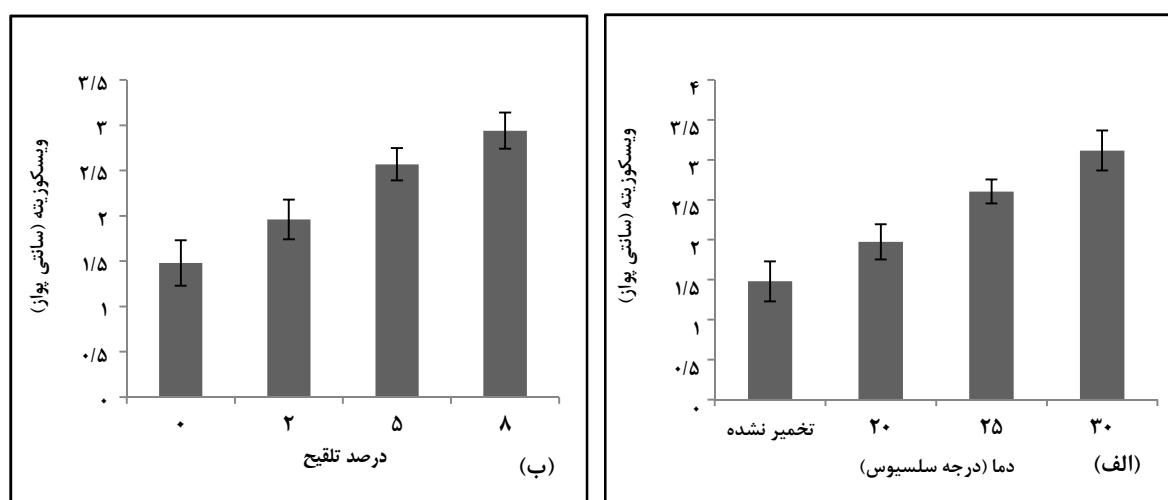 ۴
۳/۵
۳
۲/۵
۲
۱/۵
۱
۰/۵
۰
ویسکوزیته (سانتی پواز)
تخمیر نشده ۲۰ ۲۵ ۳۰
دما (درجه سلسیوس)
(الف)
۳/۵
۳
۲/۵
۲
۱/۵
۱
۰/۵
۰
ویسکوزیته (سانتی پواز)
۰ ۲ ۵ ۸
درصد تلقیح
(ب)